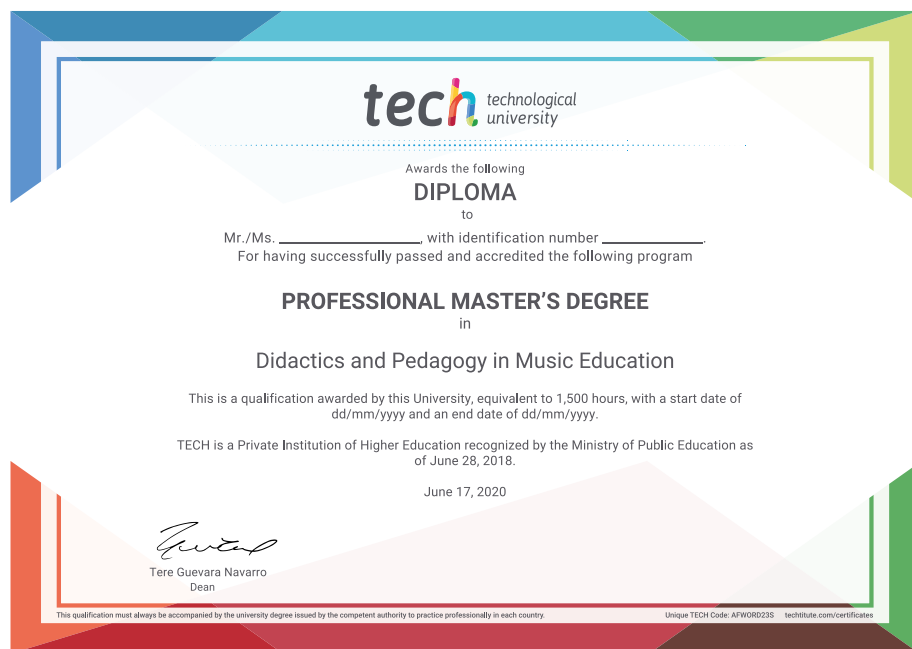 tech technological
university
Awards the following
DIPLOMA
to
Mr./Ms. ____________________, with identification number ______________.
For having successfully passed and accredited the following program
PROFESSIONAL MASTER'S DEGREE
in
Didactics and Pedagogy in Music Education
This is a qualification awarded by this University, equivalent to 1,500 hours, with a start date of
dd/mm/yyyy and an end date of dd/mm/yyyy.
TECH is a Private Institution of Higher Education recognized by the Ministry of Public Education as
of June 28, 2018.
June 17, 2020
Tere Guevara Navarro
Dean
This qualification must always be accompanied by the university degree issued by the competent authority to practice professionally in each country.
Unique TECH Code: AFWORD23S techtitute.com/certificates